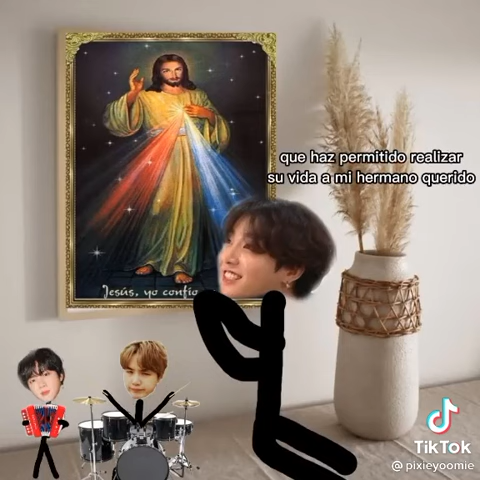 que haz permitido realizar
su vida a mi hermano querido
Jesús, yo confío
TikTok
@ pixieyoomie